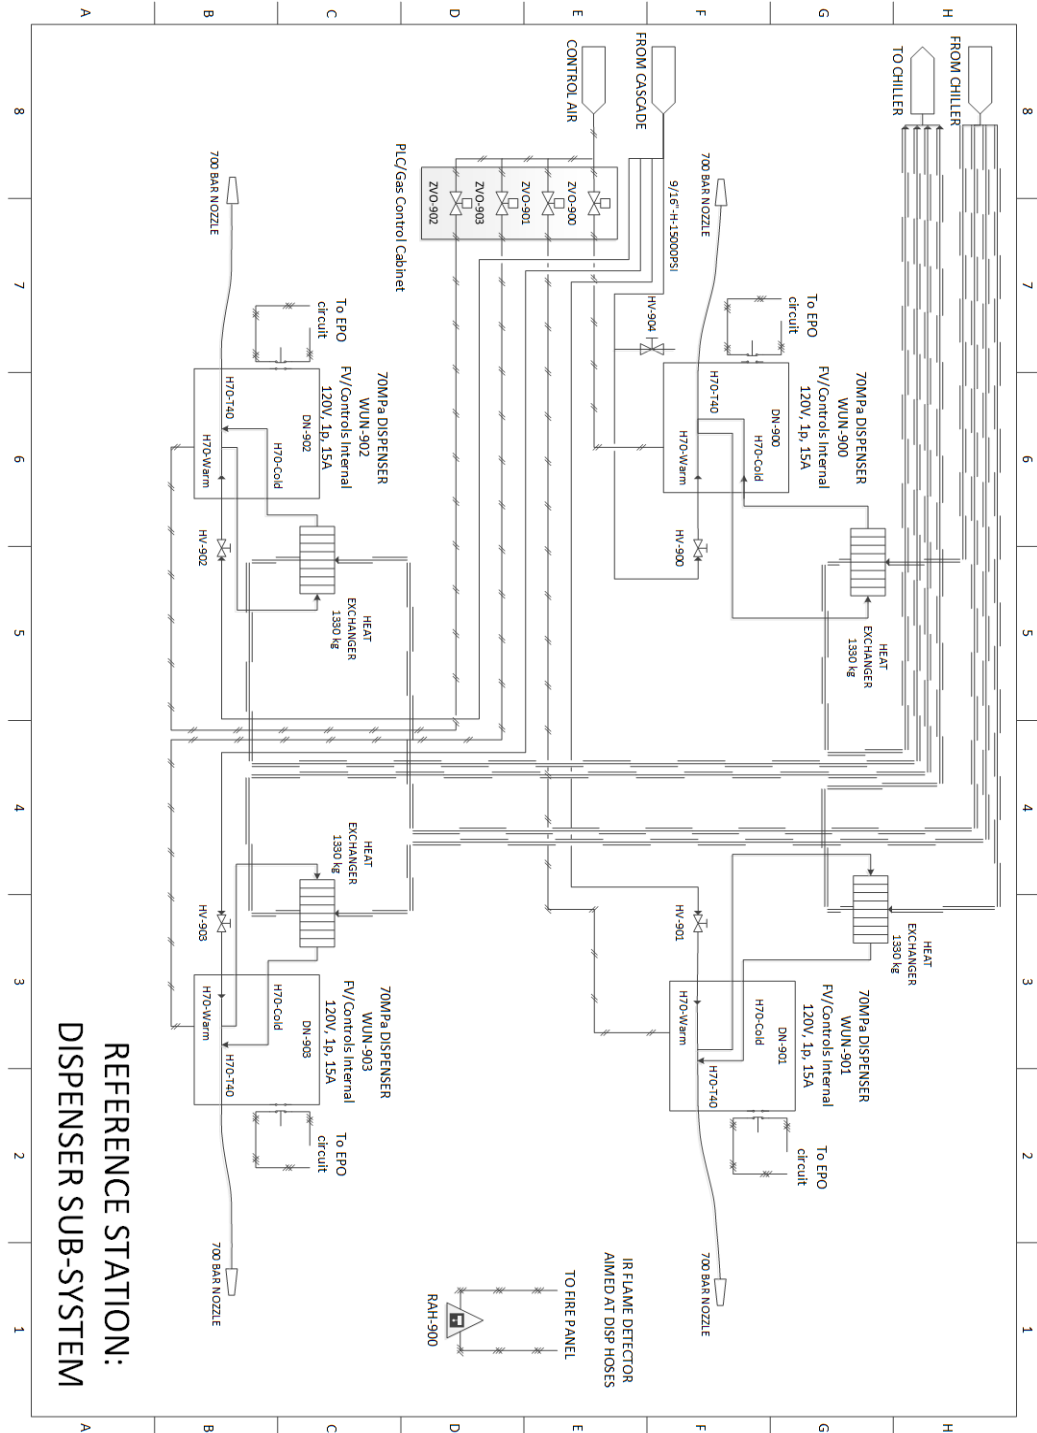 8
7
6
5
4
3
2
1
H
G
F
E
D
C
B
A
FROM CHILLER
TO CHILLER
FROM CASCADE
CONTROL AIR
9/16"-H-15000PSI
700 BAR NOZZLE
PLC/Gas Control Cabinet
ZVO-900
ZVO-901
ZVO-903
ZVO-902
700 BAR NOZZLE
HV-904
To EPO
circuit
70MPa DISPENSER
WUN-900
FV/Controls Internal
120V, 1p, 15A
DN-900
H70-Cold
H70-T40
H70-Warm
HV-900
HEAT
EXCHANGER
1330 kg
HEAT
EXCHANGER
1330 kg
HV-901
70MPa DISPENSER
WUN-901
FV/Controls Internal
120V, 1p, 15A
DN-901
H70-Cold
H70-Warm
H70-T40
To EPO
circuit
700 BAR NOZZLE
To EPO
circuit
70MPa DISPENSER
WUN-902
FV/Controls Internal
120V, 1p, 15A
DN-902
H70-Cold
H70-T40
H70-Warm
HV-902
HEAT
EXCHANGER
1330 kg
HEAT
EXCHANGER
1330 kg
HV-903
70MPa DISPENSER
WUN-903
FV/Controls Internal
120V, 1p, 15A
DN-903
H70-Cold
H70-Warm
H70-T40
To EPO
circuit
700 BAR NOZZLE
IR FLAME DETECTOR
AIMED AT DISP HOSES
TO FIRE PANEL
RAH-900
REFERENCE STATION:
DISPENSER SUB-SYSTEM
8
7
6
5
4
3
2
1
H
G
F
E
D
C
B
A